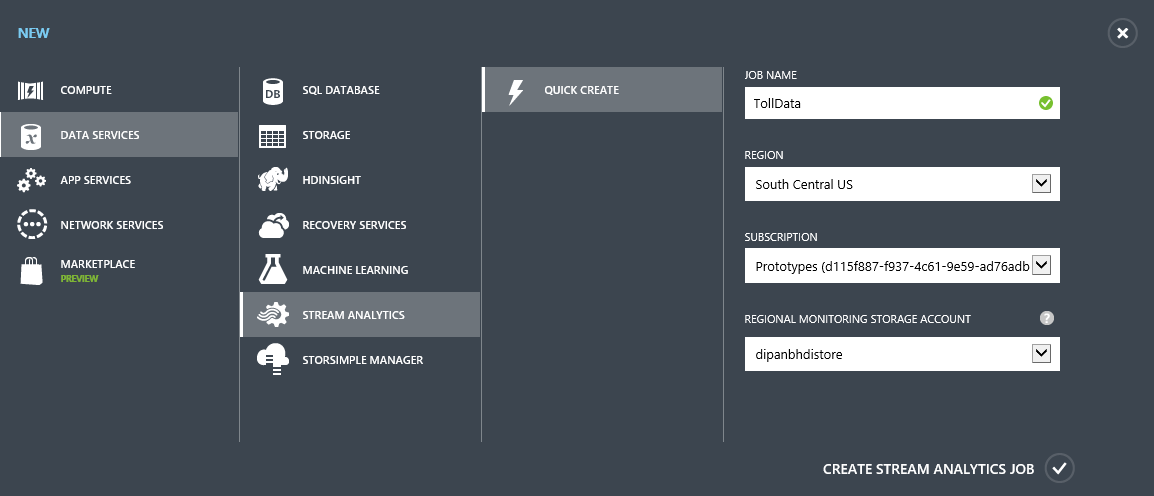 NEW
COMPUTE
DATA SERVICES
APP SERVICES
NETWORK SERVICES
MARKETPLACE
PREVIEW
DB
SQL DATABASE
STORAGE
HDINSIGHT
RECOVERY SERVICES
MACHINE LEARNING
STREAM ANALYTICS
STORSIMPLE MANAGER
QUICK CREATE
JOB NAME
TollData
REGION
South Central US
SUBSCRIPTION
Prototypes (d115f887-f937-4c61-9e59-ad76adb
REGIONAL MONITORING STORAGE ACCOUNT ?
dipanbhdistore
CREATE STREAM ANALYTICS JOB